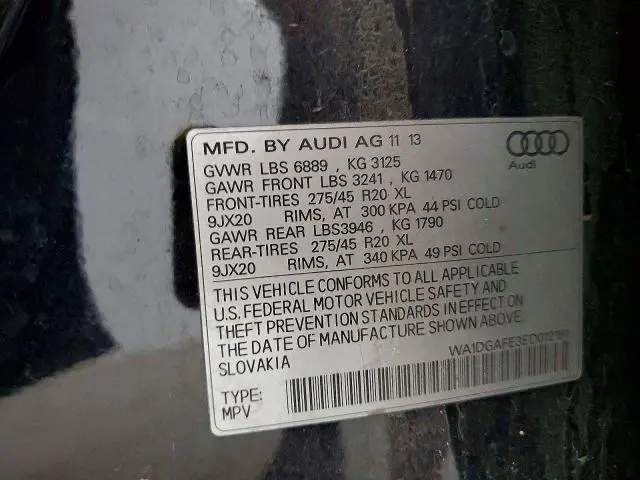 MFD. BY AUDI AG 11 13
GVWR LBS 6889 , KG 3125
GAWR FRONT LBS 3241 , KG 1470
FRONT-TIRES 275/45 R20 XL
9JX20 RIMS, AT 300 KPA 44 PSI COLD
GAWR REAR LBS3946 , KG 1790
REAR-TIRES 275/45 R20 XL
9JX20 RIMS, AT 340 KPA 49 PSI COLD
Audi
THIS VEHICLE CONFORMS TO ALL APPLICABLE
U.S. FEDERAL MOTOR VEHICLE SAFETY AND
THEFT PREVENTION STANDARDS IN EFFECT ON
THE DATE OF MANUFACTURE SHOWN ABOVE.
SLOVAKIA
TYPE:
MPV